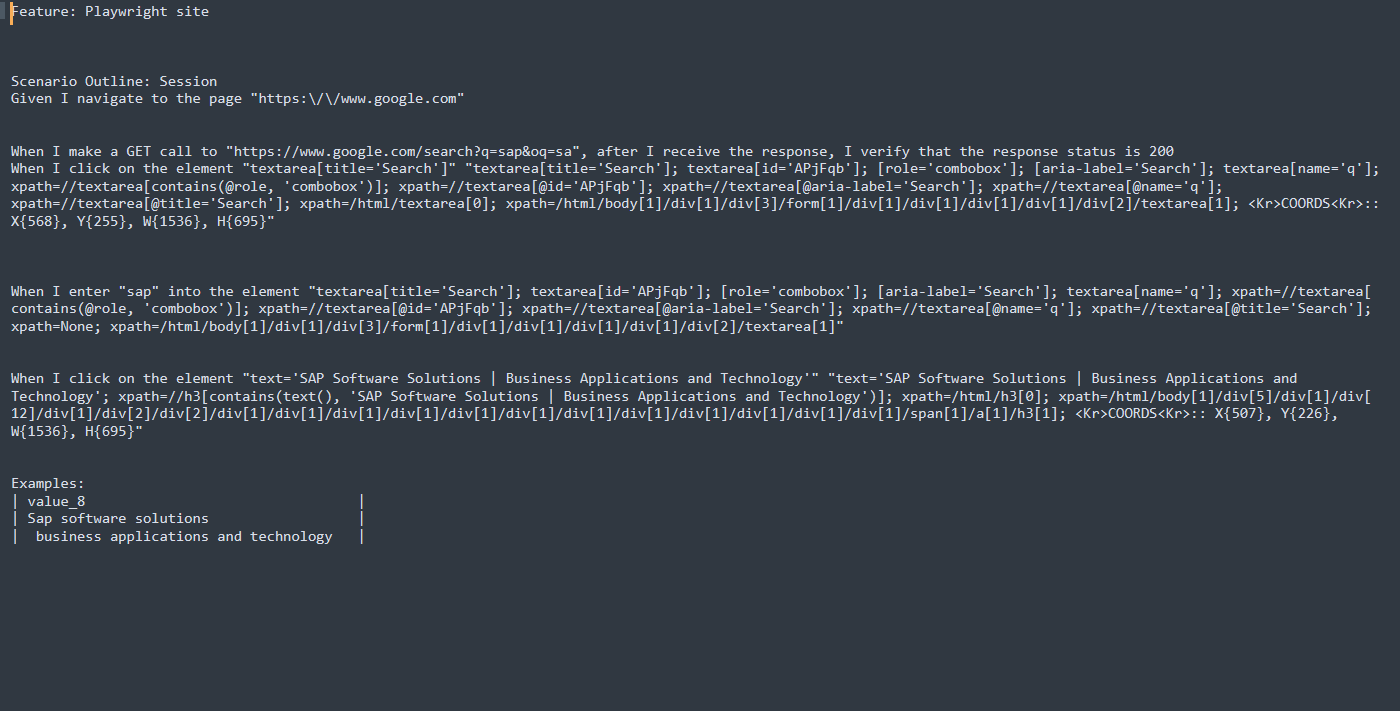 Feature: Playwright site
Scenario Outline: Session
Given I navigate to the page "https:\/\/www.google.com"
When I make a GET call to "https://www.google.com/search?q=sap&oq=sa", after I receive the response, I verify that the response status is 200
When I click on the element "textarea[title='Search']" "textarea[title='Search']; textarea[id='APjFqb']; [role='combobox']; [aria-label='Search']; textarea[name='q'];
xpath=//textarea[contains(@role, 'combobox')]; xpath=//textarea[@id='APjFqb']; xpath=//textarea[@aria-label='Search']; xpath=//textarea[@name='q'];
xpath=//textarea[@title='Search']; xpath=/html/textarea[0]; xpath=/html/body[1]/div[1]/div[3]/form[1]/div[1]/div[1]/div[1]/div[1]/div[2]/textarea[1]; <Kr>COORDS<Kr>::
X{568}, Y{255}, W{1536}, H{695}"
When I enter "sap" into the element "textarea[title='Search']; textarea[id='APjFqb']; [role='combobox']; [aria-label='Search']; textarea[name='q']; xpath=//textarea[
contains(@role, 'combobox')]; xpath=//textarea[@id='APjFqb']; xpath=//textarea[@aria-label='Search']; xpath=//textarea[@name='q']; xpath=//textarea[@title='Search'];
xpath=None; xpath=/html/body[1]/div[1]/div[3]/form[1]/div[1]/div[1]/div[1]/div[1]/div[2]/textarea[1]"
When I click on the element "text='SAP Software Solutions | Business Applications and Technology'" "text='SAP Software Solutions | Business Applications and
Technology'; xpath=//h3[contains(text(), 'SAP Software Solutions | Business Applications and Technology')]; xpath=/html/h3[0]; xpath=/html/body[1]/div[5]/div[1]/div[
12]/div[1]/div[2]/div[2]/div[1]/div[1]/div[1]/div[1]/div[1]/div[1]/div[1]/div[1]/div[1]/div[1]/div[1]/div[1]/span[1]/a[1]/h3[1]; <Kr>COORDS<Kr>:: X{507}, Y{226},
W{1536}, H{695}"
Examples:
| value_8 |
| Sap software solutions |
| business applications and technology |